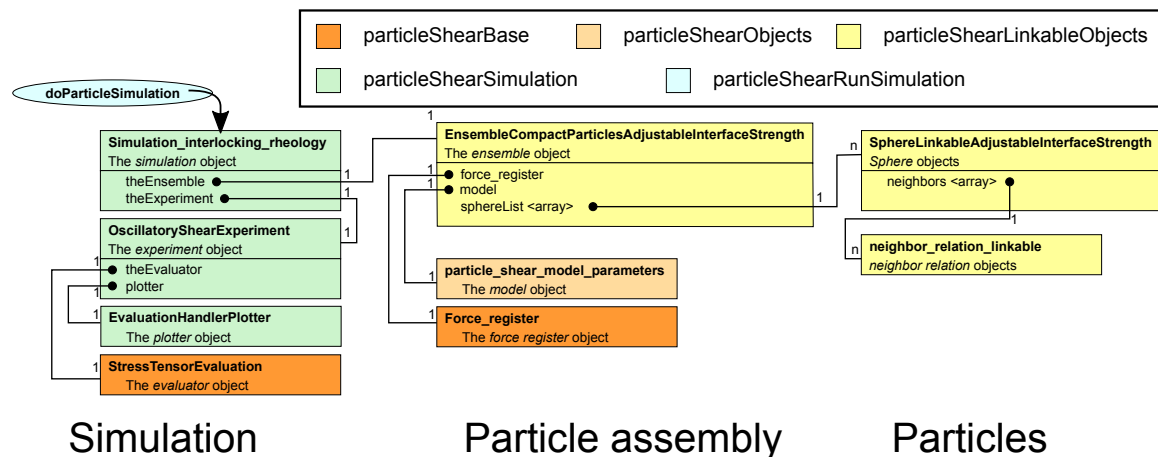 particleShearBase
particleShearObjects
particleShearLinkableObjects
particleShearSimulation
particleShearRunSimulation
doParticleSimulation
Simulation_interlocking_rheology
The simulation object
theEnsemble
1
theExperiment
1
OscillatoryShearExperiment
The experiment object
1
theEvaluator
1
plotter
1
EvaluationHandlerPlotter
The plotter object
1
StressTensorEvaluation
The evaluator object
1
EnsembleCompactParticlesAdjustableInterfaceStrength
The ensemble object
1
force_register
1
model
sphereList <array>
1
1
particle_shear_model_parameters
The model object
1
Force_register
The force register object
n
SphereLinkableAdjustableInterfaceStrength
Sphere objects
neighbors <array>
1
n
neighbor_relation_linkable
neighbor relation objects
Simulation
Particle assembly
Particles